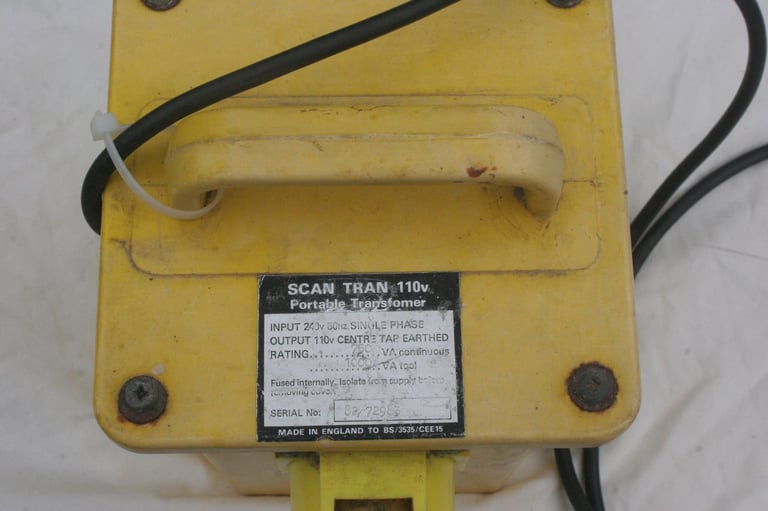 SCAN TRAN 110v
Portable Transfomer
INPUT 240v 50Hz SINGLE PHASE
OUTPUT 110v CENTRE TAP EARTHED
RATING VA continuous
VA tool
Fused internally. Isolate from supply before
removing cover.
SERIAL No:
MADE IN ENGLAND TO BS/3535/CEE15